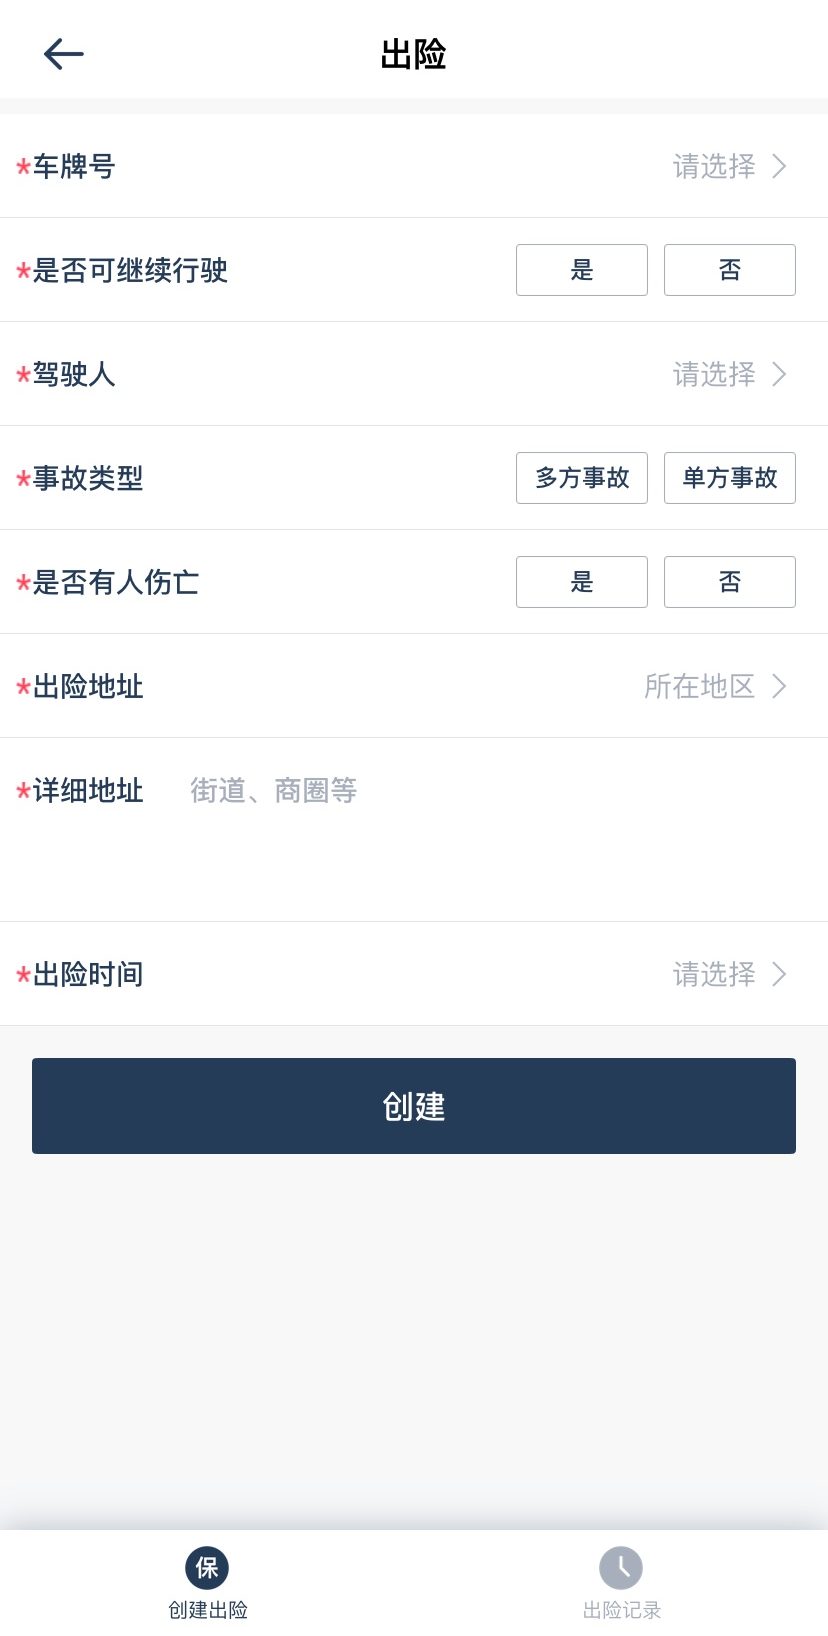 出险
*车牌号 请选择
*是否可继续行驶 是 否
*驾驶人 请选择
*事故类型 多方事故 单方事故
*是否有人伤亡 是 否
*出险地址 所在地区
*详细地址 街道、商圈等
*出险时间 请选择
创建
保
创建出险 出险记录